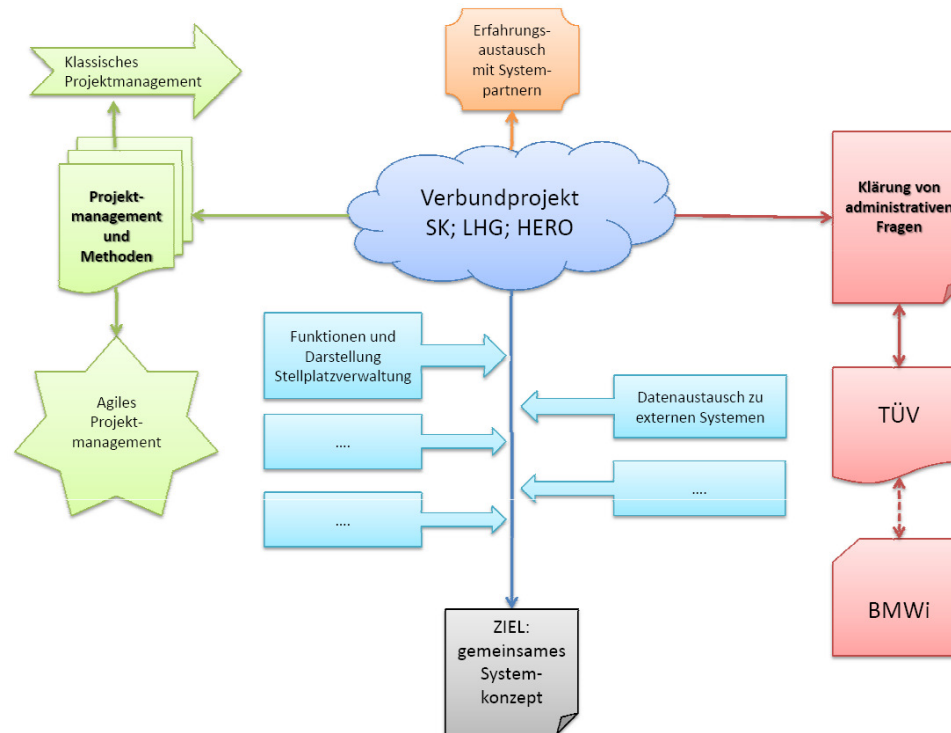 Klassisches
Projektmanagement
Erfahrungs-
austausch
mit System-
partnern
Projekt-
management
und
Methoden
Verbundprojekt
SK; LHG; HERO
Klärung von
administrativen
Fragen
Funktionen und
Darstellung
Stellplatzverwaltung
Agiles
Projekt-
management
Datenaustausch zu
externen Systemen
TÜV
....
....
....
BMWi
ZIEL:
gemeinsames
System-
konzept